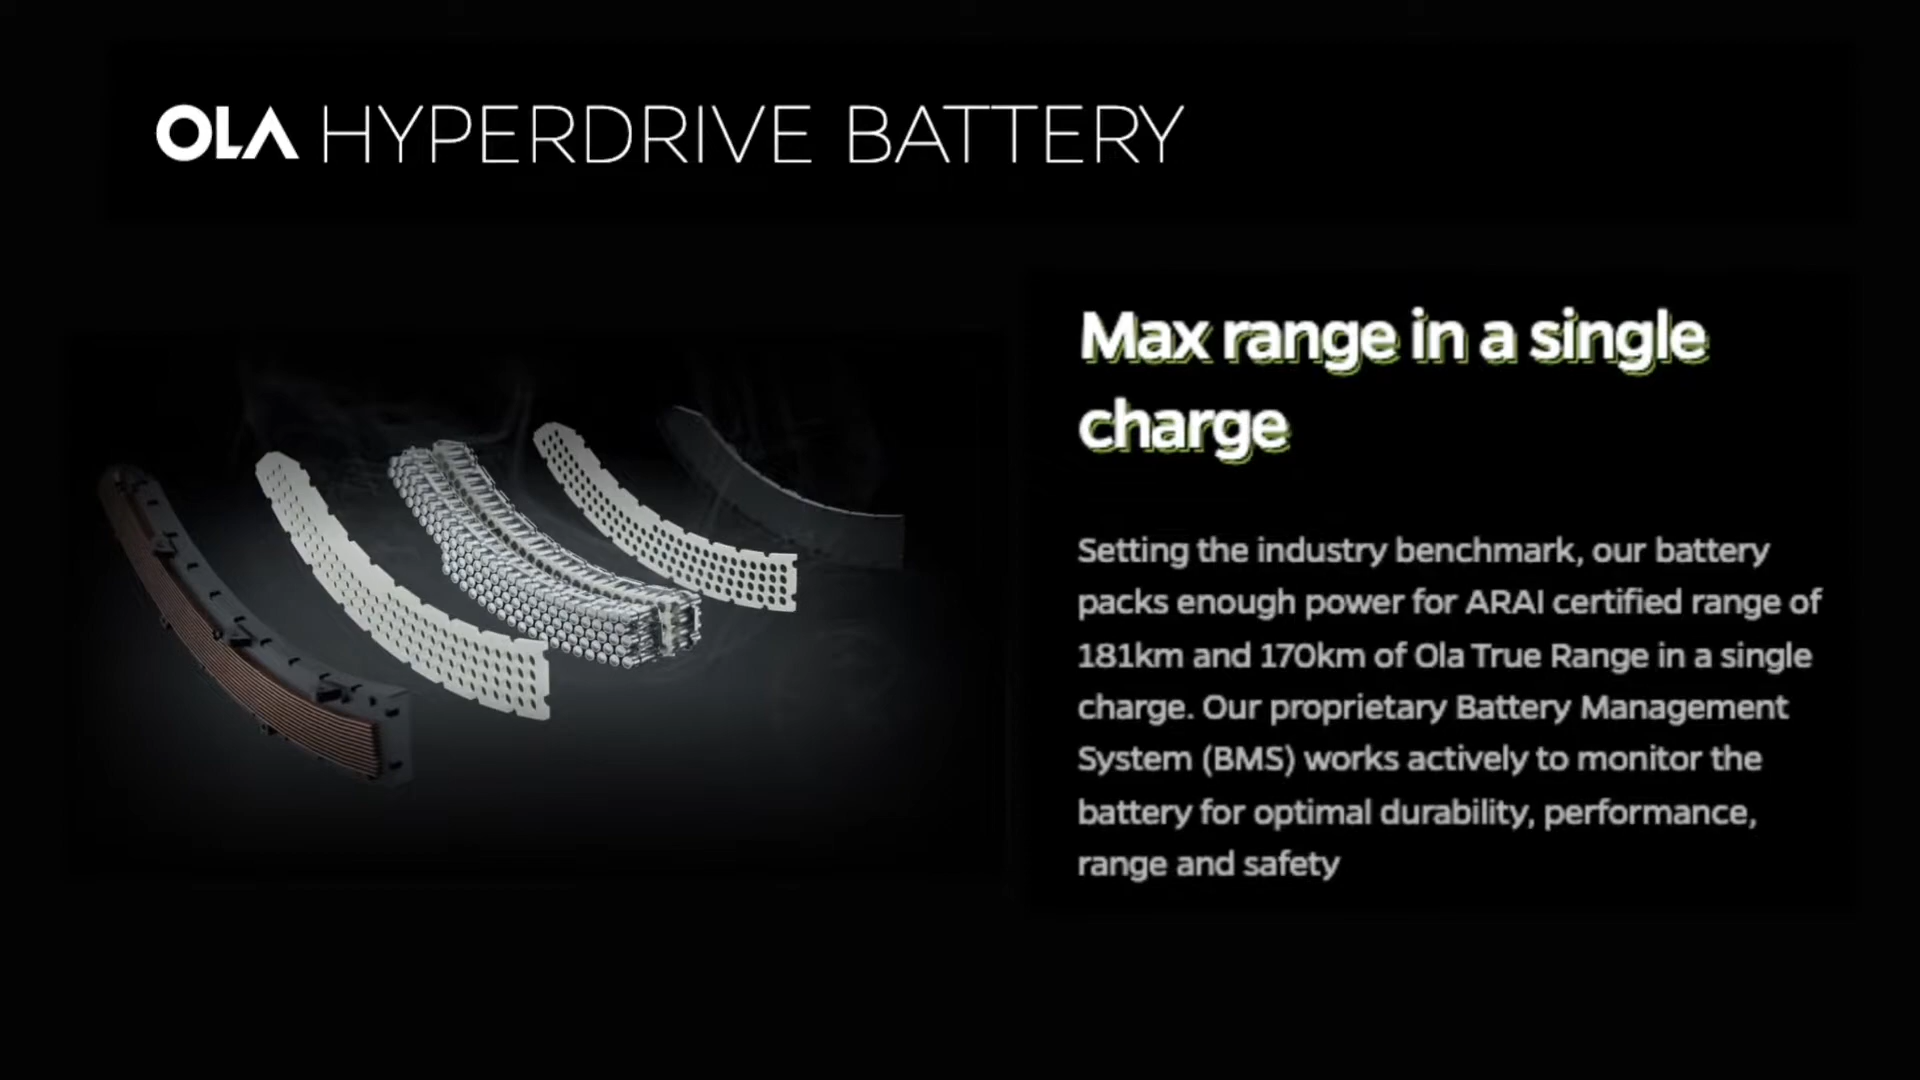 OLA HYPERDRIVE BATTERY
Max range in a single
charge
Setting the industry benchmark, our battery
packs enough power for ARAI certified range of
181km and 170km of Ola True Range in a single
charge. Our proprietary Battery Management
System (BMS) works actively to monitor the
battery for optimal durability, performance,
range and safety